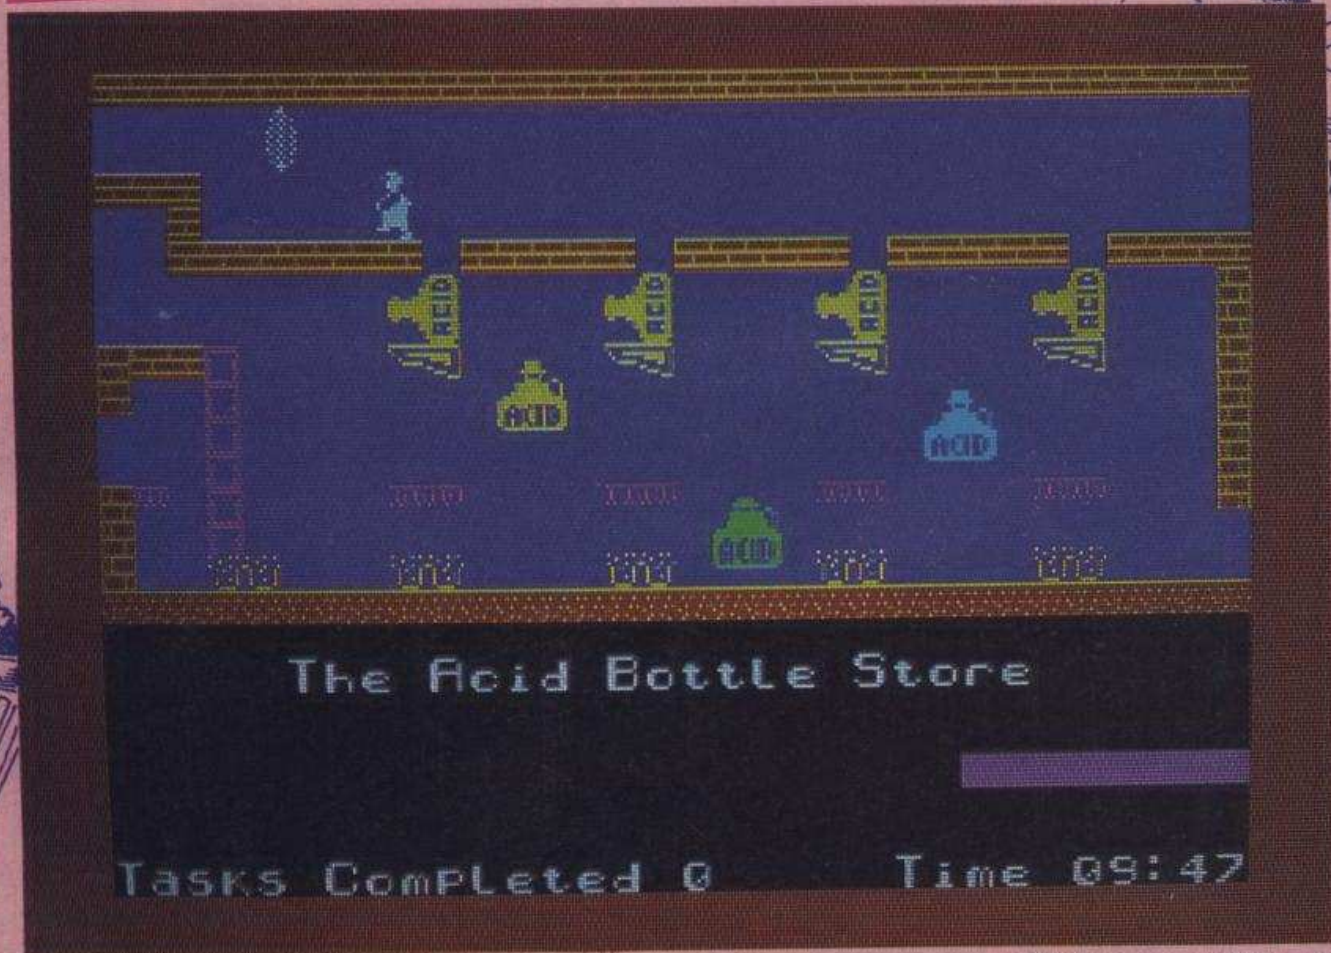 ACID ACID ACID ACID
ACID
ACID
ACID
The Acid Bottle Store
Tasks Completed 0 Time 09:47